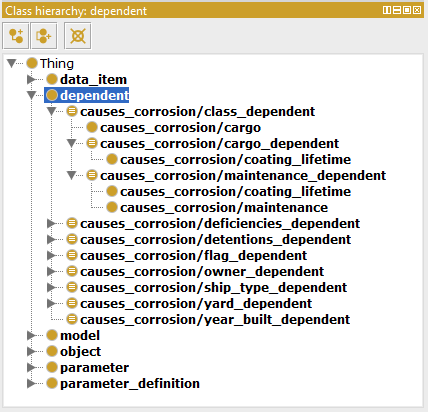 Class hierarchy: dependent
Thing
data_item
dependent
causes_corrosion/class_dependent
causes_corrosion/cargo
causes_corrosion/cargo_dependent
causes_corrosion/coating_lifetime
causes_corrosion/maintenance_dependent
causes_corrosion/coating_lifetime
causes_corrosion/maintenance
causes_corrosion/deficiencies_dependent
causes_corrosion/detentions_dependent
causes_corrosion/flag_dependent
causes_corrosion/owner_dependent
causes_corrosion/ship_type_dependent
causes_corrosion/yard_dependent
causes_corrosion/year_built_dependent
model
object
parameter
parameter_definition